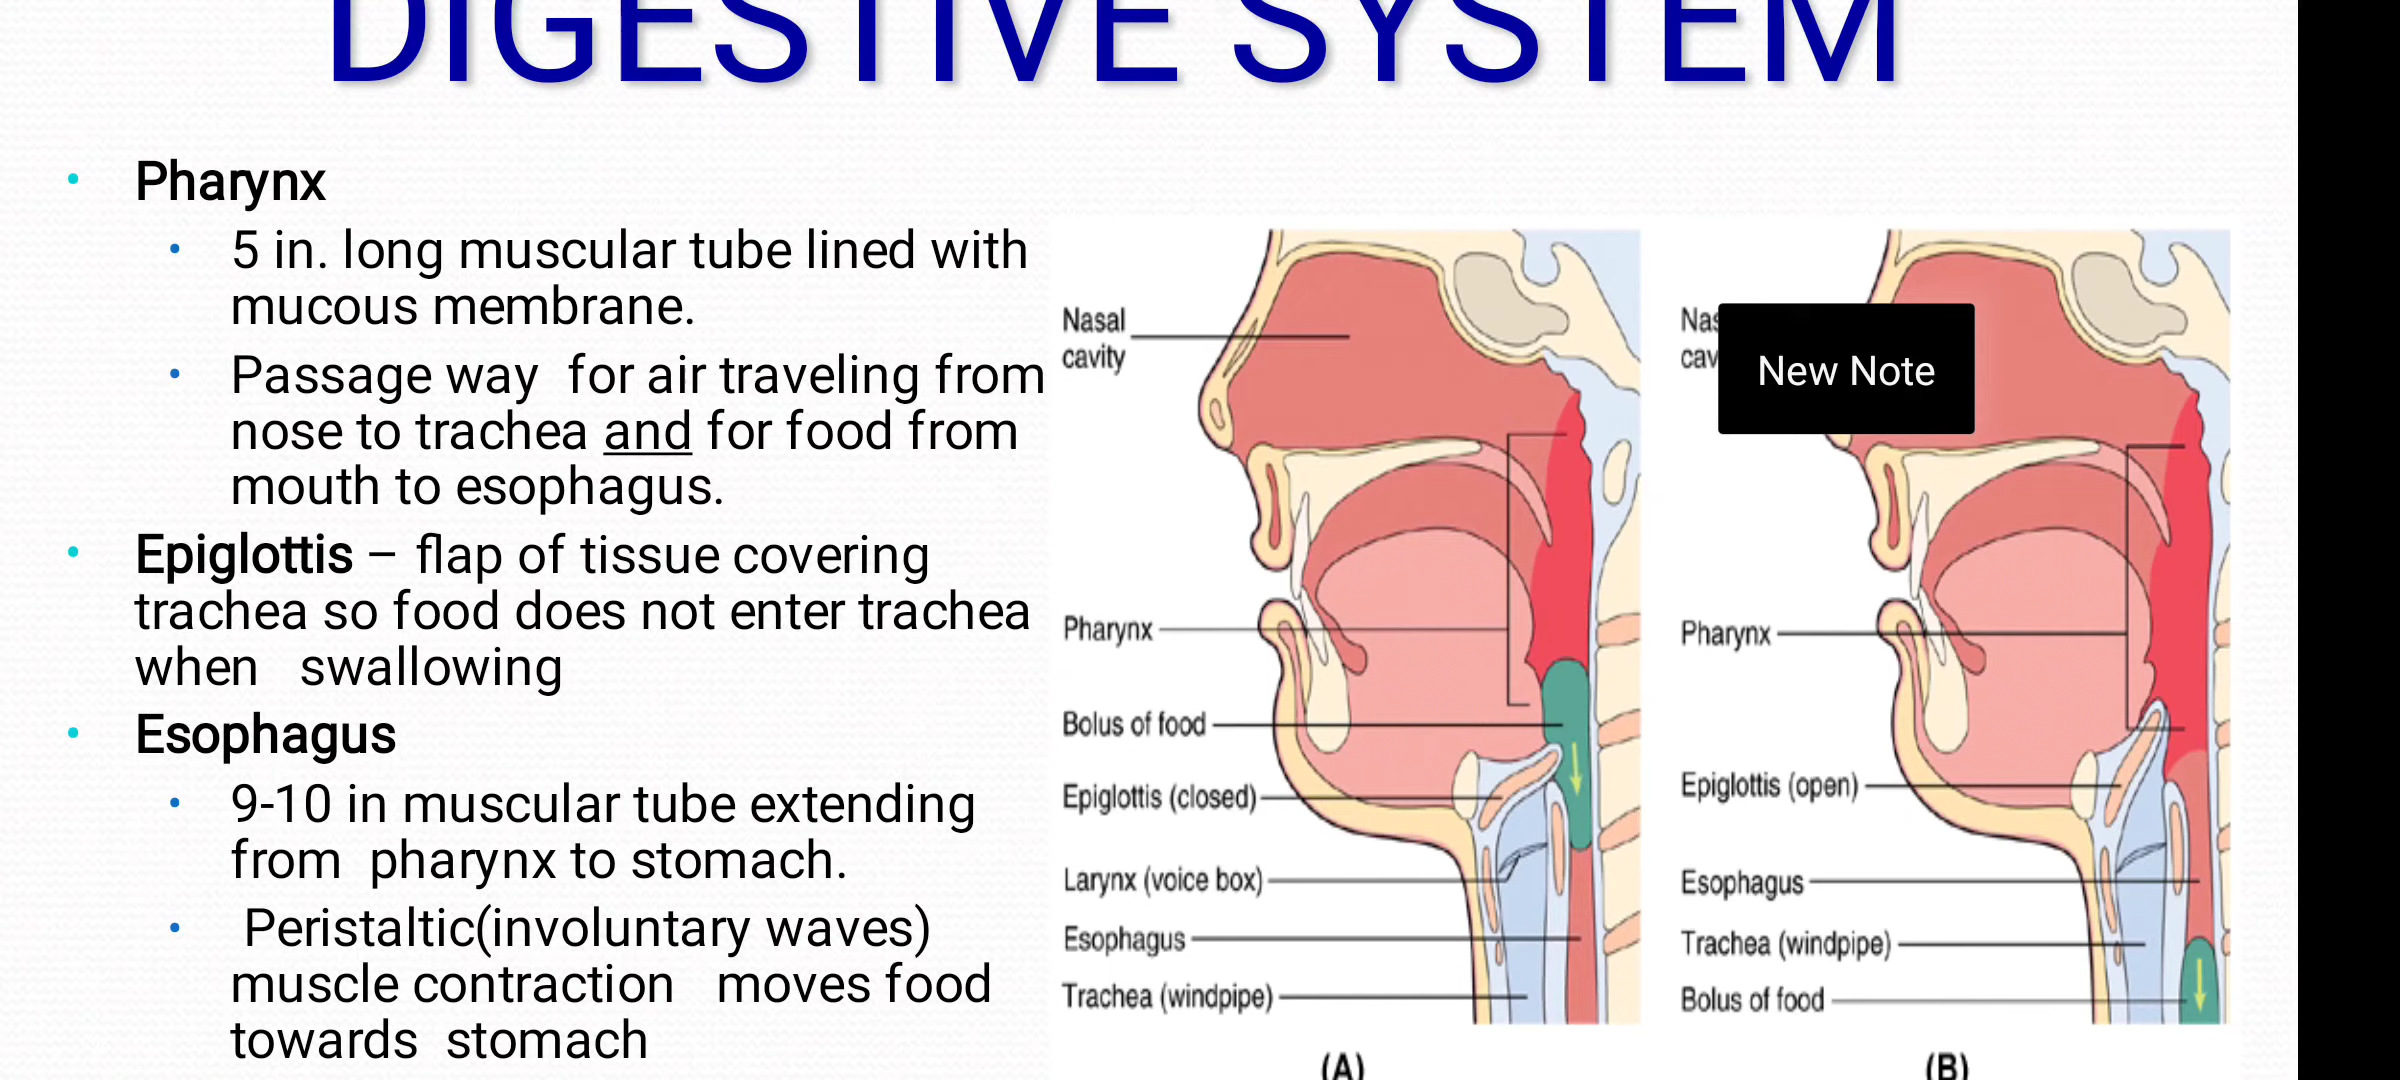 DIGESTIVE SYSTEM
• Pharynx
• 5 in. long muscular tube lined with
mucous membrane.
• Passage way for air traveling from
nose to trachea and for food from
mouth to esophagus.
• Epiglottis – flap of tissue covering
trachea so food does not enter trachea
when swallowing
• Esophagus
• 9-10 in muscular tube extending
from pharynx to stomach.
• Peristaltic(involuntary waves)
muscle contraction moves food
towards stomach
Nasal
cavity
Pharynx
Bolus of food
Epiglottis (closed)
Larynx (voice box)
Esophagus
Trachea (windpipe)
(A)
New Note
Pharynx
Epiglottis (open)
Esophagus
Trachea (windpipe)
Bolus of food
(B)